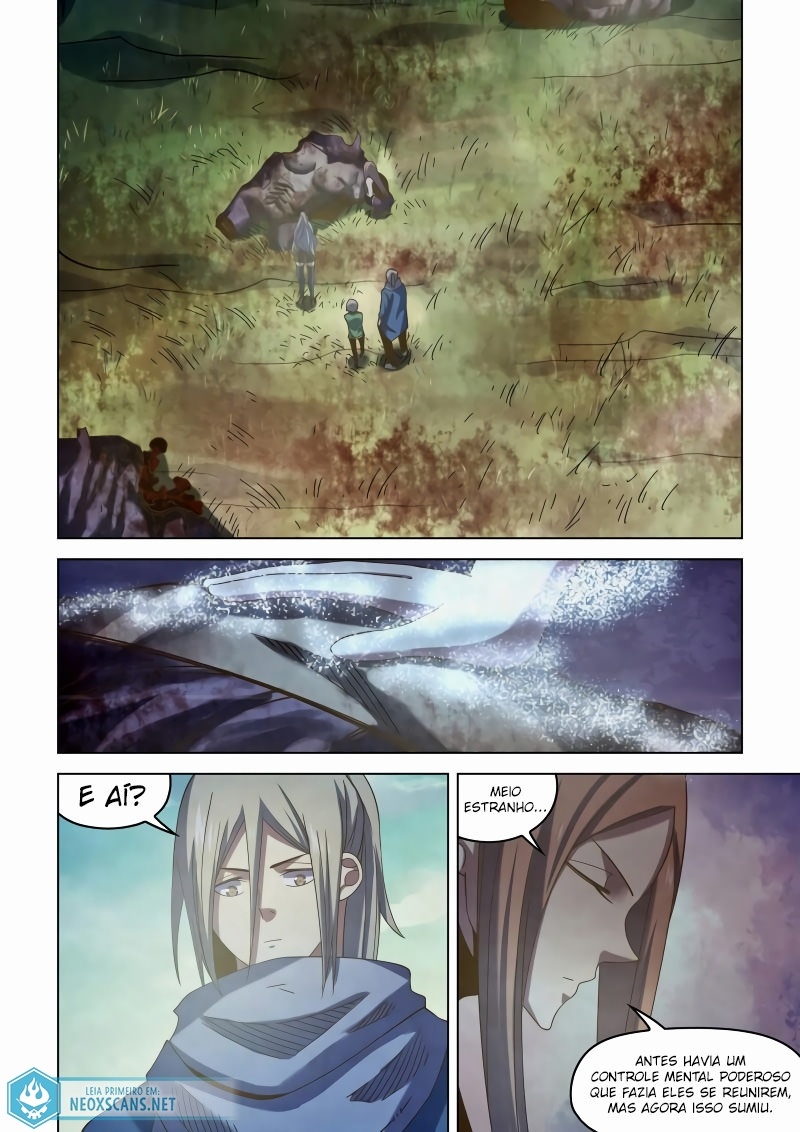 E AÍ?
MEIO
ESTRANHO...
ANTES HAVIA UM
CONTROLE MENTAL PODEROSO
QUE FAZIA ELES SE REUNIREM,
MAS AGORA ISSO SUMIU.
LEIA PRIMEIRO EM:
NEOXSCANS.NET